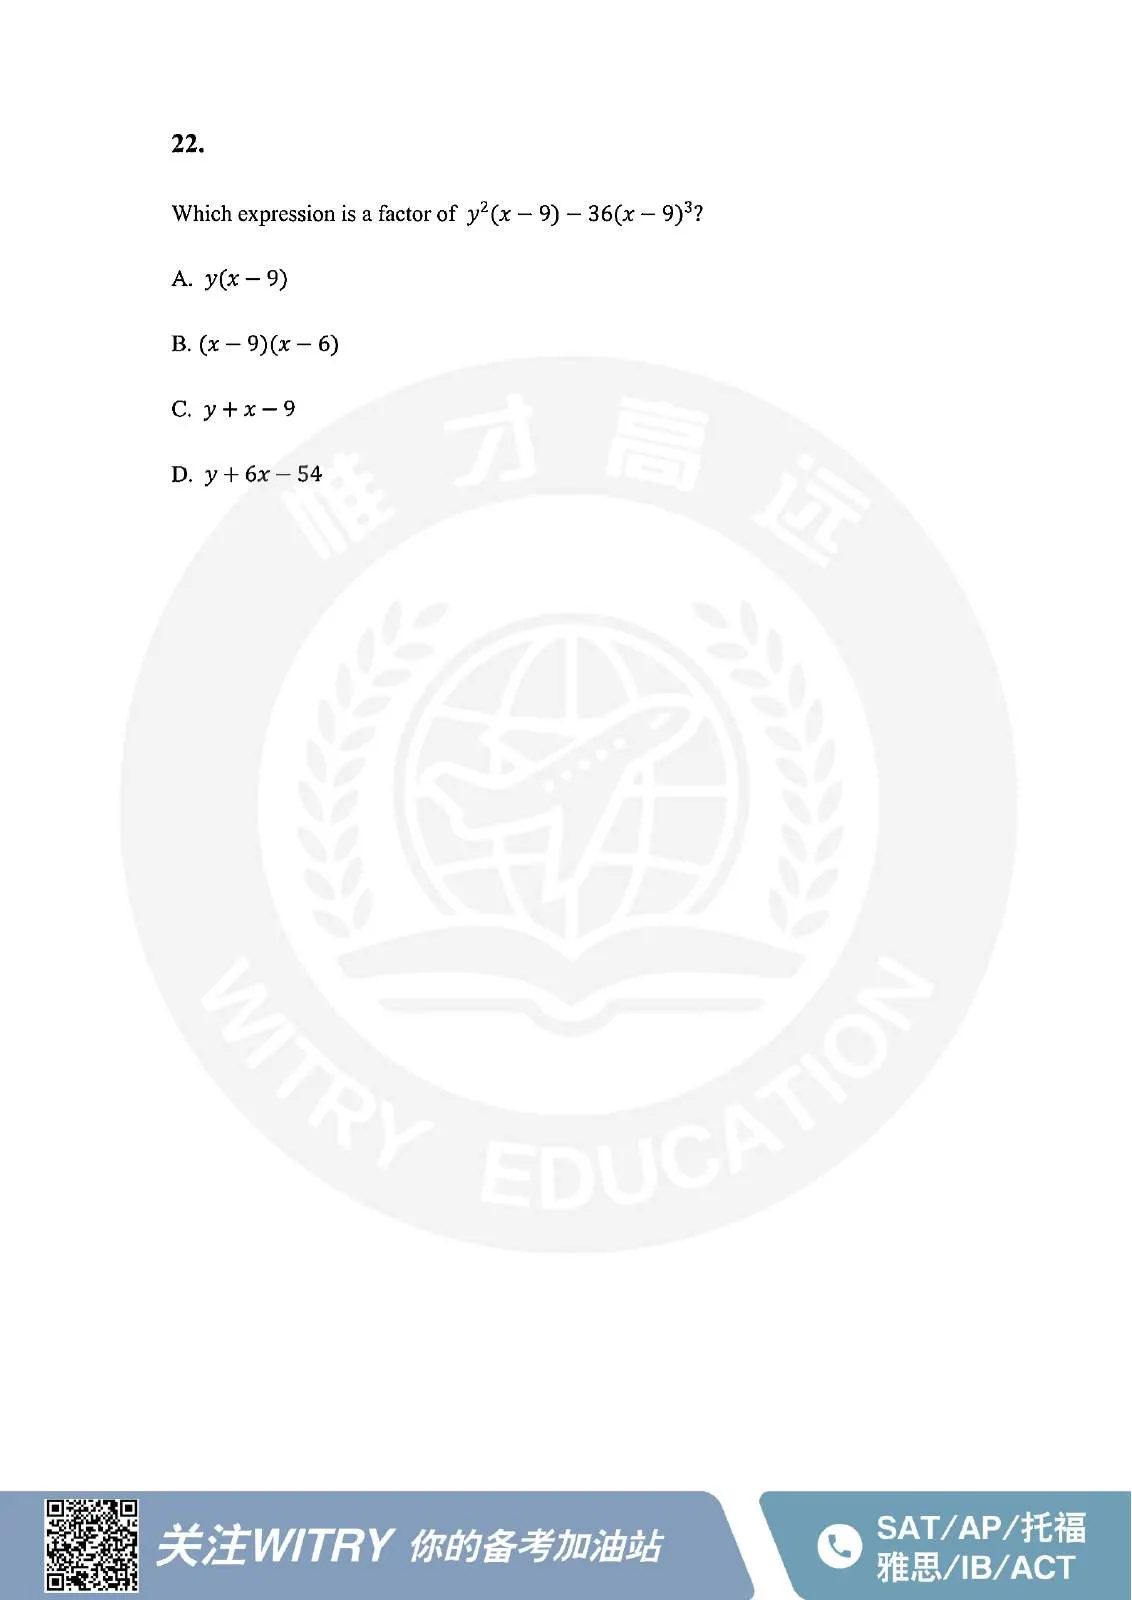 22.
Which expression is a factor of y²(x − 9) − 36(x − 9)³?
A. y(x − 9)
B. (x − 9)(x − 6)
C. y + x − 9
D. y + 6x − 54
惟才高远
WITRY EDUCATION
关注WITRY 你的备考加油站
SAT/AP/托福
雅思/IB/ACT